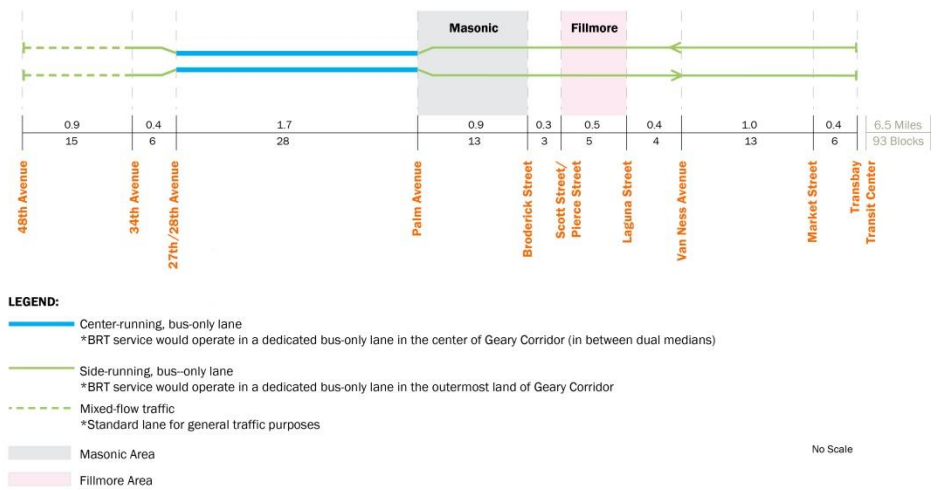 Masonic
Fillmore
0.9 0.4 1.7 0.9 0.3 0.5 0.4 1.0 0.4 6.5 Miles
15 6 28 13 3 5 4 13 6 93 Blocks
48th Avenue
34th Avenue
27th/28th Avenue
Palm Avenue
Broderick Street
Scott Street/
Pierce Street
Laguna Street
Van Ness Avenue
Market Street
Transbay
Transit Center
LEGEND:
Center-running, bus-only lane
*BRT service would operate in a dedicated bus-only lane in the center of Geary Corridor (in between dual medians)
Side-running, bus--only lane
*BRT service would operate in a dedicated bus-only lane in the outermost land of Geary Corridor
Mixed-flow traffic
*Standard lane for general traffic purposes
Masonic Area
No Scale
Fillmore Area